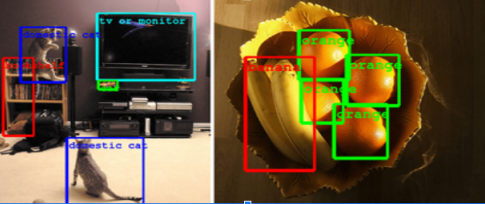 tv or monitor
domestic cat
domestic cat
orange
orange
banana
orange
orange